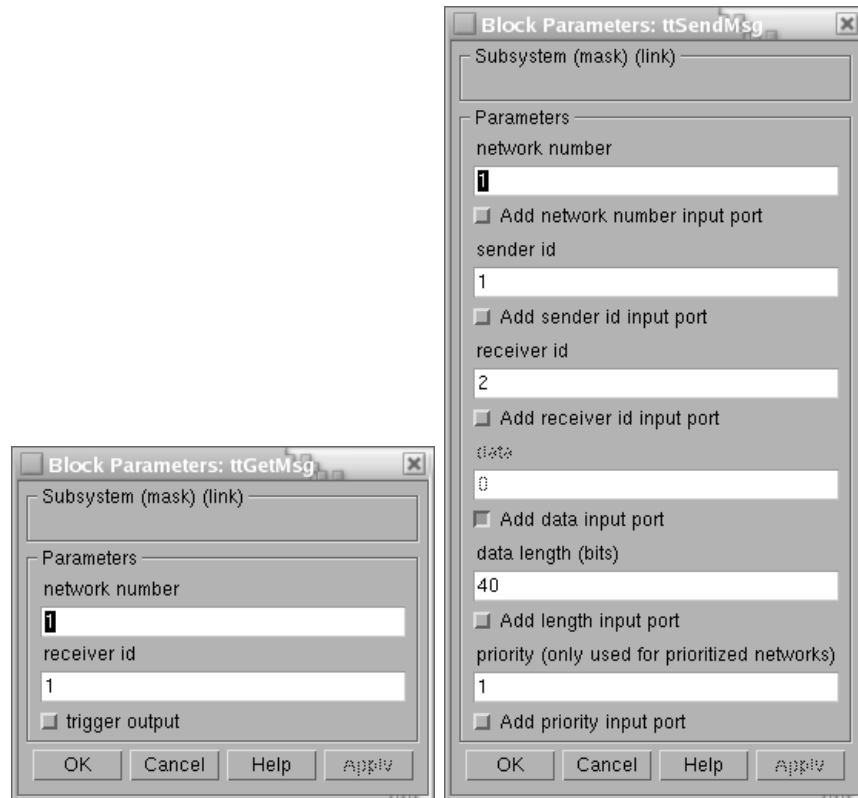 Block Parameters: ttGetMsg
Subsystem (mask) (link)
Parameters
network number
1
receiver id
1
trigger output
OK Cancel Help Apply
Block Parameters: ttSendMsg
Subsystem (mask) (link)
Parameters
network number
1
Add network number input port
sender id
1
Add sender id input port
receiver id
2
Add receiver id input port
data
0
Add data input port
data length (bits)
40
Add length input port
priority (only used for prioritized networks)
1
Add priority input port
OK Cancel Help Apply